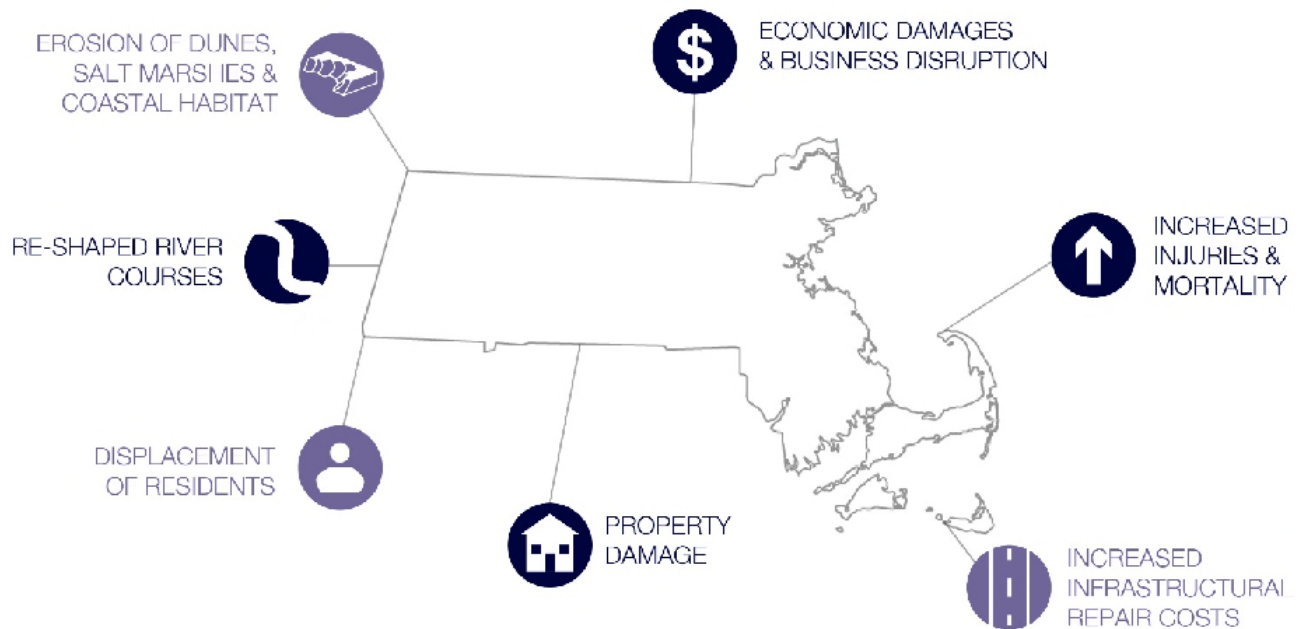 EROSION OF DUNES,
SALT MARSHES &
COASTAL HABITAT
ECONOMIC DAMAGES
& BUSINESS DISRUPTION
RE-SHAPED RIVER
COURSES
INCREASED
INJURIES &
MORTALITY
DISPLACEMENT
OF RESIDENTS
PROPERTY
DAMAGE
INCREASED
INFRASTRUCTURAL
REPAIR COSTS
$